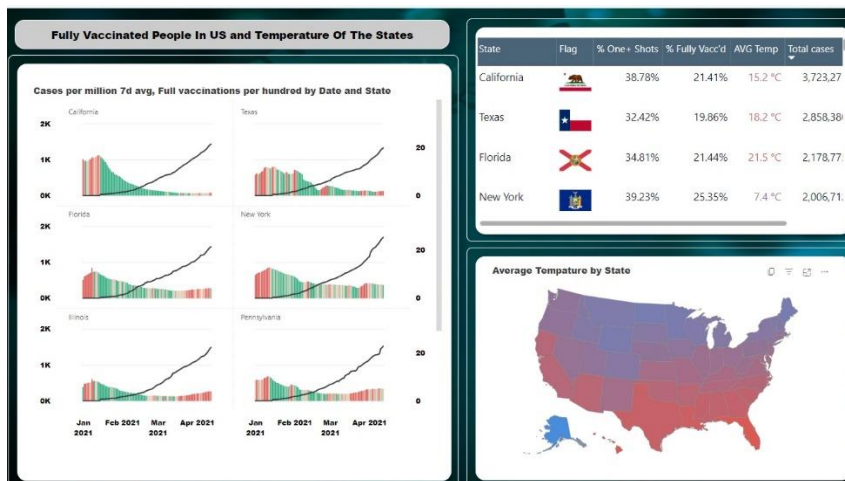 Fully Vaccinated People In US and Temperature Of The States
Cases per million 7d avg, Full vaccinations per hundred by Date and State
California
Texas
2K
1K
0K
20
0
Florida
New York
2K
1K
0K
20
0
Illinois
Pennsylvania
2K
1K
0K
20
0
Jan 2021
Feb 2021
Mar 2021
Apr 2021
Jan 2021
Feb 2021
Mar 2021
Apr 2021
State Flag % One+ Shots % Fully Vacc'd AVG Temp Total cases
California 38.78% 21.41% 15.2 °C 3,723,27
Texas 32.42% 19.86% 18.2 °C 2,858,38
Florida 34.81% 21.44% 21.5 °C 2,178,77
New York 39.23% 25.35% 7.4 °C 2,006,71
Average Tempature by State